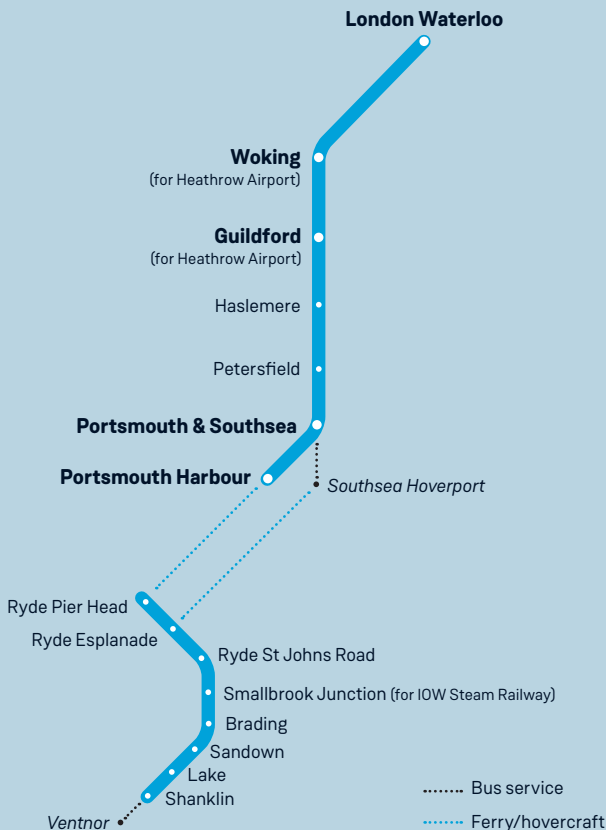 London Waterloo
Woking
(for Heathrow Airport)
Guildford
(for Heathrow Airport)
Haslemere
Petersfield
Portsmouth & Southsea
Portsmouth Harbour
Southsea Hoverport
Ryde Pier Head
Ryde Esplanade
Ryde St Johns Road
Smallbrook Junction (for IOW Steam Railway)
Brading
Sandown
Lake
Shanklin
Ventnor
Bus service
Ferry/hovercraft